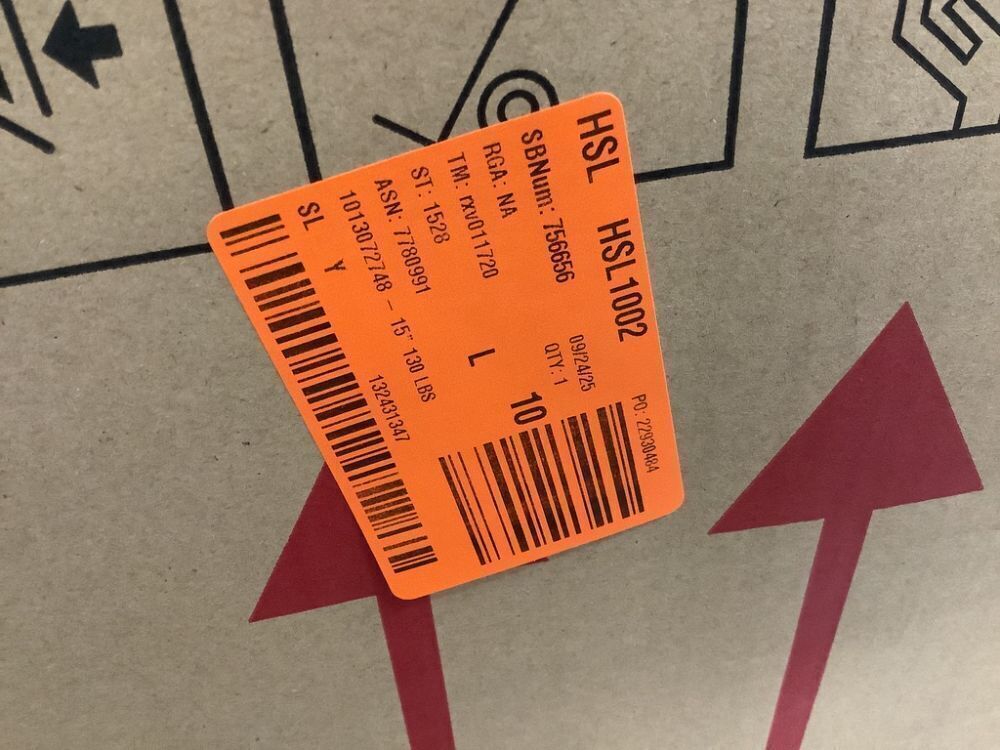 HSL HSL1002
PO: 22930484
SBNum: 756656
09/24/25
RGA: NA
QTY: 1
TM: rxv011720
L
10
ST: 1528
ASN: 7780991
1013072748 - 15" 130 LBS
SL Y
132431347